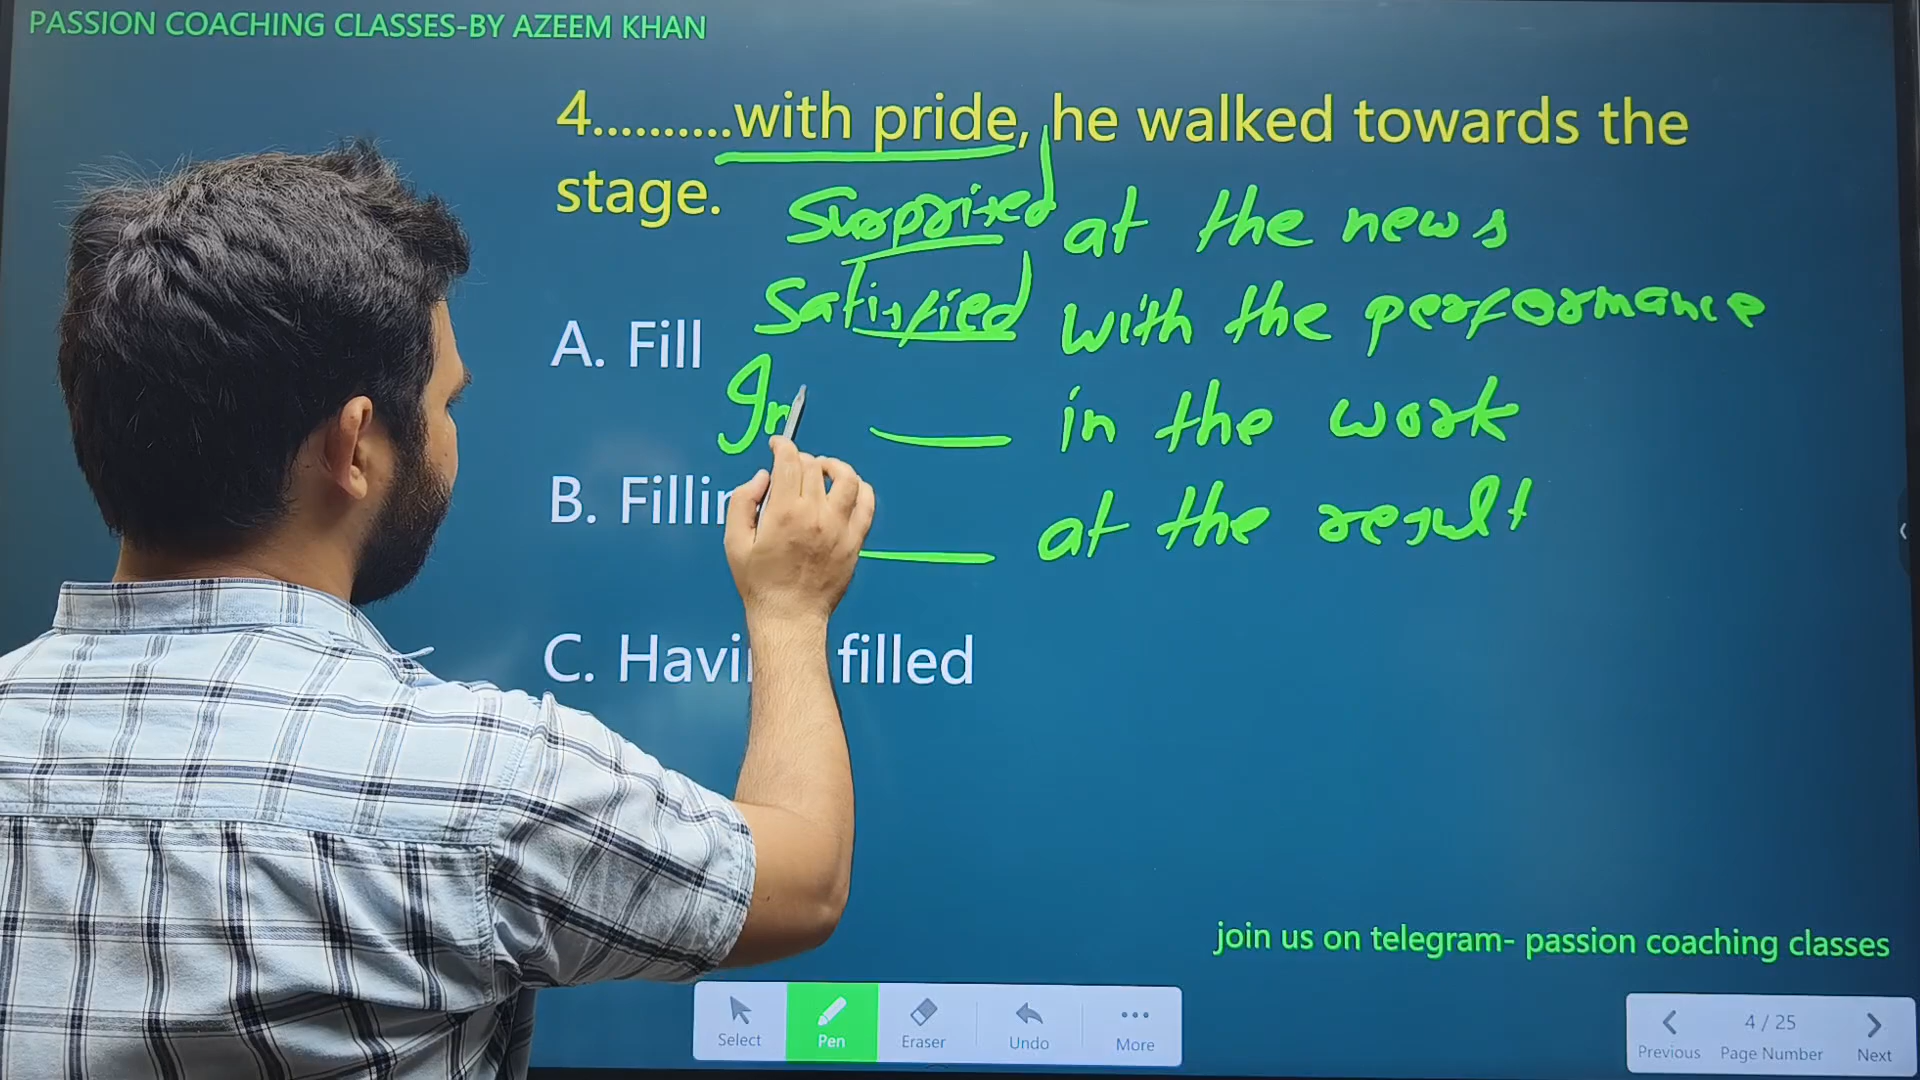 PASSION COACHING CLASSES-BY AZEEM KHAN
4..........with pride, he walked towards the
stage.
Surprised at the news
Satisfied with the performance
A. Fill
In in the work
B. Fillin
at the result
C. Havin filled
join us on telegram- passion coaching classes
Select
Pen
Eraser
Undo
More
4 / 25
Previous Page Number Next